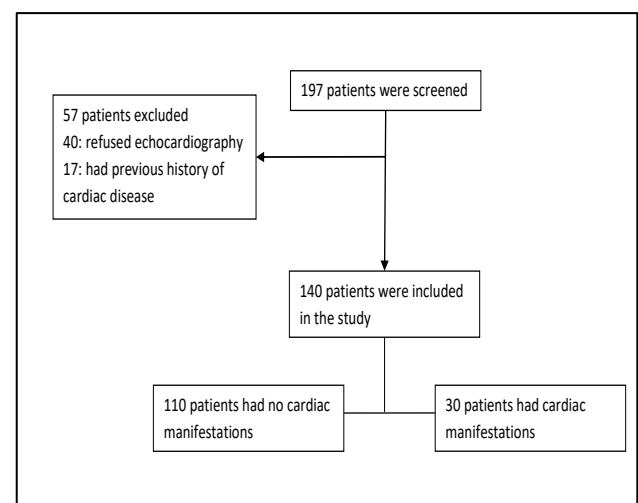 197 patients were screened
57 patients excluded
40: refused echocardiography
17: had previous history of
cardiac disease
140 patients were included
in the study
110 patients had no cardiac
manifestations
30 patients had cardiac
manifestations